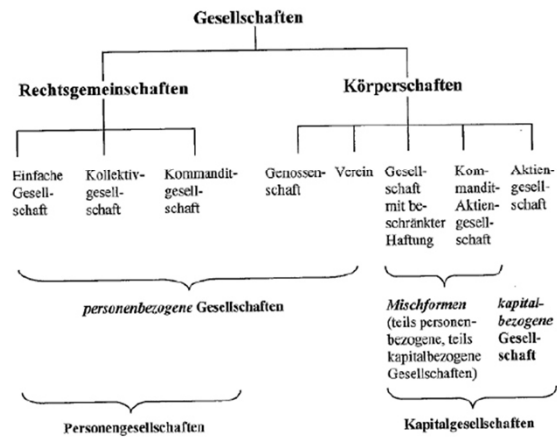 Gesellschaften
Rechtsgemeinschaften
Körperschaften
Einfache
Gesell-
schaft
Kollektiv-
gesell-
schaft
Kommandit-
gesell-
schaft
Genossen-
schaft
Verein
Gesell-
schaft
mit be-
schränkter
Haftung
Kom-
mandit-
Aktien-
gesell-
schaft
Aktien-
gesell-
schaft
personenbezogene Gesellschaften
Mischformen
(teils personen-
bezogene, teils
kapitalbezogene
Gesellschaften)
kapital-
bezogene
Gesell-
schaft
Personengesellschaften
Kapitalgesellschaften